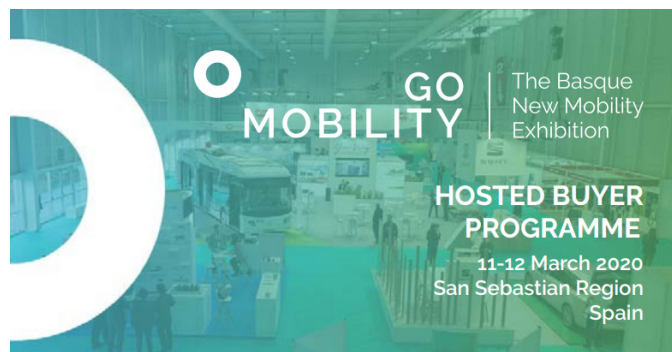 GO
MOBILITY
The Basque
New Mobility
Exhibition
HOSTED BUYER
PROGRAMME
11-12 March 2020
San Sebastian Region
Spain